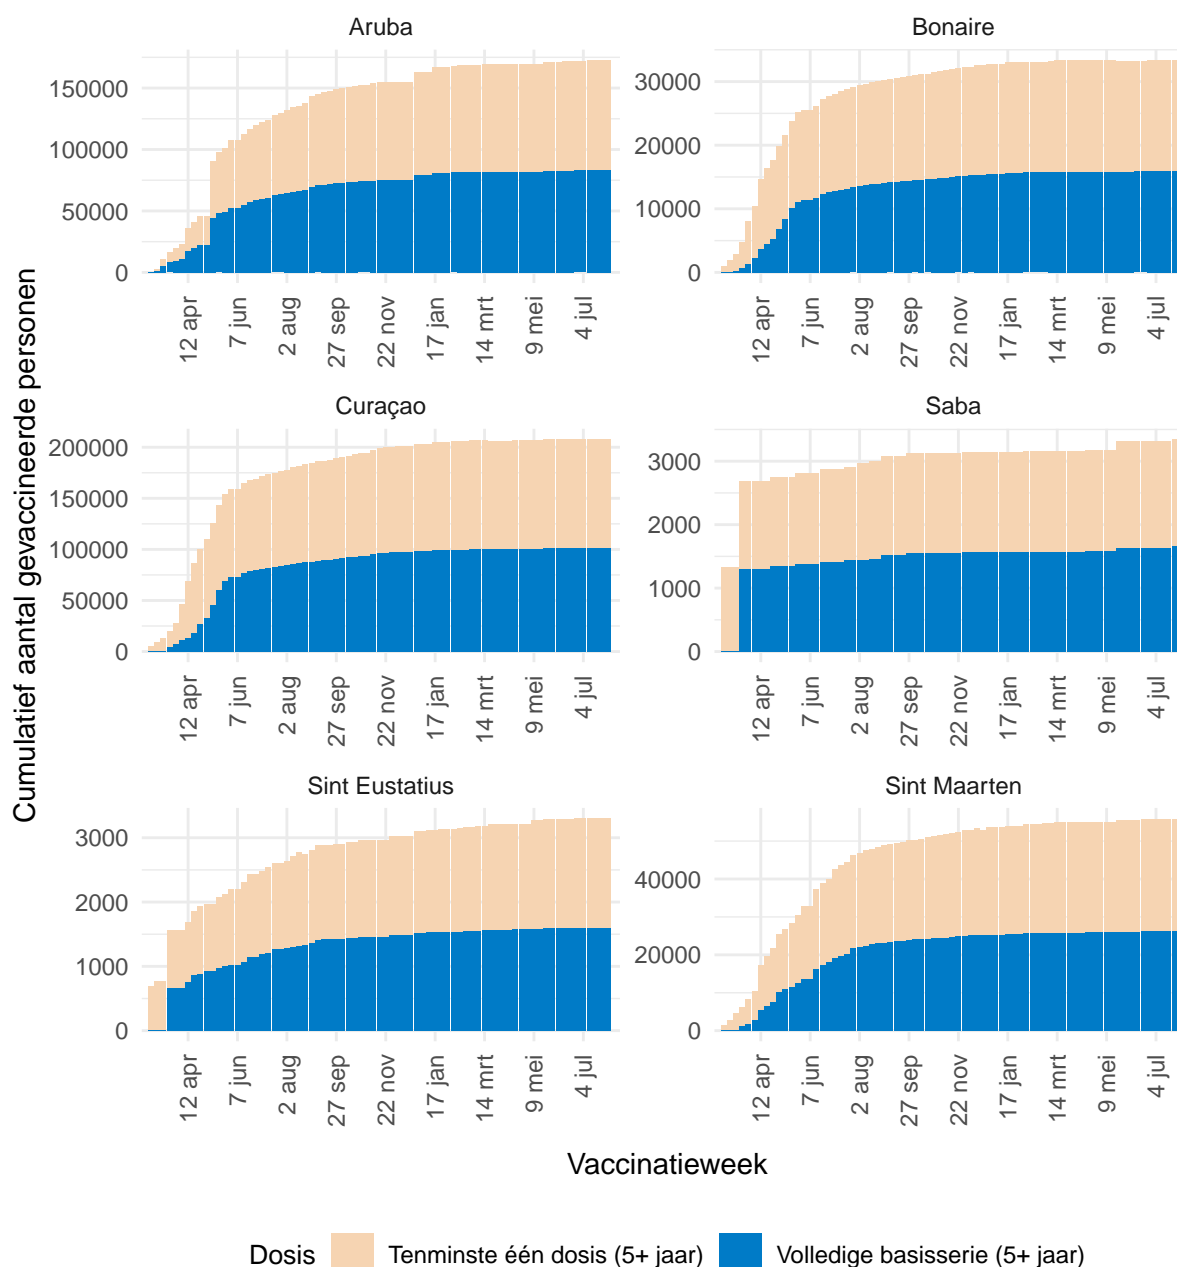 Aruba
Bonaire
150000
100000
50000
0
30000
20000
10000
0
12 apr
7 jun
2 aug
27 sep
22 nov
17 jan
14 mrt
9 mei
4 jul
12 apr
7 jun
2 aug
27 sep
22 nov
17 jan
14 mrt
9 mei
4 jul
Cumulatief aantal gevaccineerde personen
Curaçao
Saba
200000
150000
100000
50000
0
3000
2000
1000
0
12 apr
7 jun
2 aug
27 sep
22 nov
17 jan
14 mrt
9 mei
4 jul
12 apr
7 jun
2 aug
27 sep
22 nov
17 jan
14 mrt
9 mei
4 jul
Sint Eustatius
Sint Maarten
3000
2000
1000
0
40000
20000
0
12 apr
7 jun
2 aug
27 sep
22 nov
17 jan
14 mrt
9 mei
4 jul
12 apr
7 jun
2 aug
27 sep
22 nov
17 jan
14 mrt
9 mei
4 jul
Vaccinatieweek
Dosis Tenminste één dosis (5+ jaar) Volledige basisserie (5+ jaar)